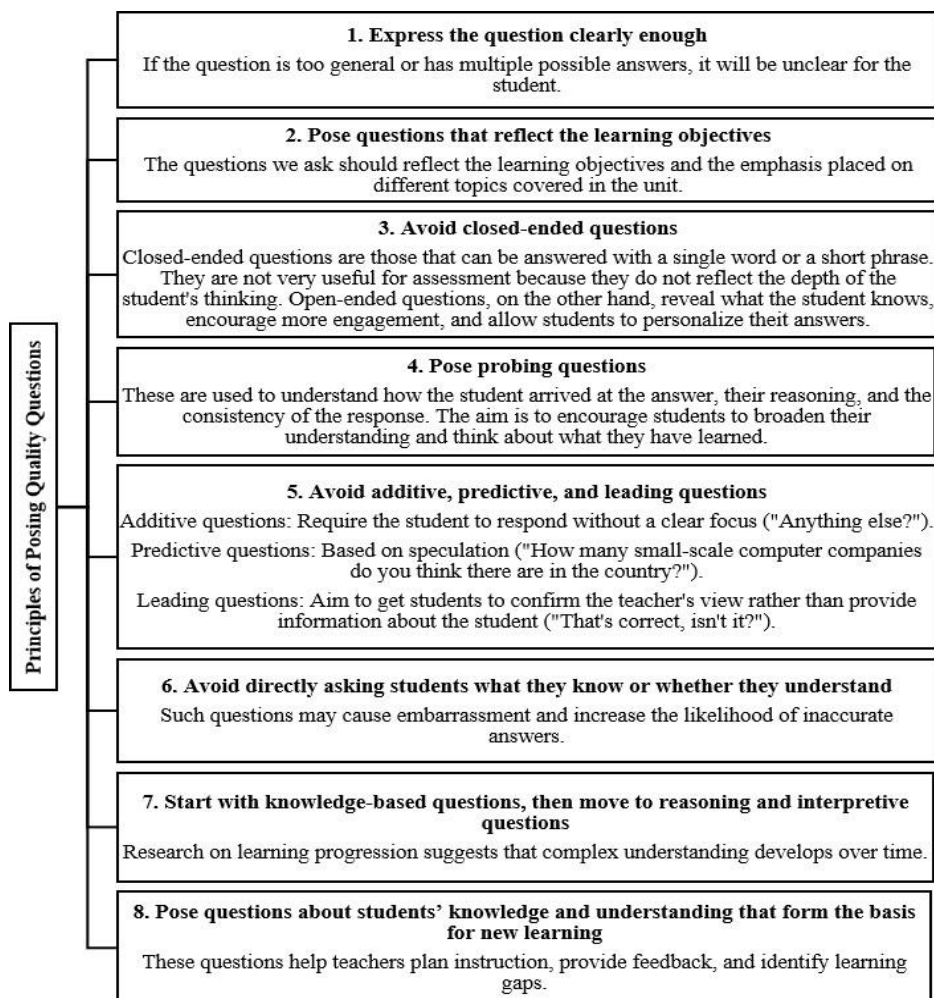 Principles of Posing Quality Questions
1. Express the question clearly enough
If the question is too general or has multiple possible answers, it will be unclear for the
student.
2. Pose questions that reflect the learning objectives
The questions we ask should reflect the learning objectives and the emphasis placed on
different topics covered in the unit.
3. Avoid closed-ended questions
Closed-ended questions are those that can be answered with a single word or a short phrase.
They are not very useful for assessment because they do not reflect the depth of the
student's thinking. Open-ended questions, on the other hand, reveal what the student knows,
encourage more engagement, and allow students to personalize theit answers.
4. Pose probing questions
These are used to understand how the student arrived at the answer, their reasoning, and the
consistency of the response. The aim is to encourage students to broaden their
understanding and think about what they have learned.
5. Avoid additive, predictive, and leading questions
Additive questions: Require the student to respond without a clear focus ("Anything else?").
Predictive questions: Based on speculation ("How many small-scale computer companies
do you think there are in the country?").
Leading questions: Aim to get students to confirm the teacher's view rather than provide
information about the student ("That's correct, isn't it?").
6. Avoid directly asking students what they know or whether they understand
Such questions may cause embarrassment and increase the likelihood of inaccurate
answers.
7. Start with knowledge-based questions, then move to reasoning and interpretive
questions
Research on learning progression suggests that complex understanding develops over time.
8. Pose questions about students’ knowledge and understanding that form the basis
for new learning
These questions help teachers plan instruction, provide feedback, and identify learning
gaps.